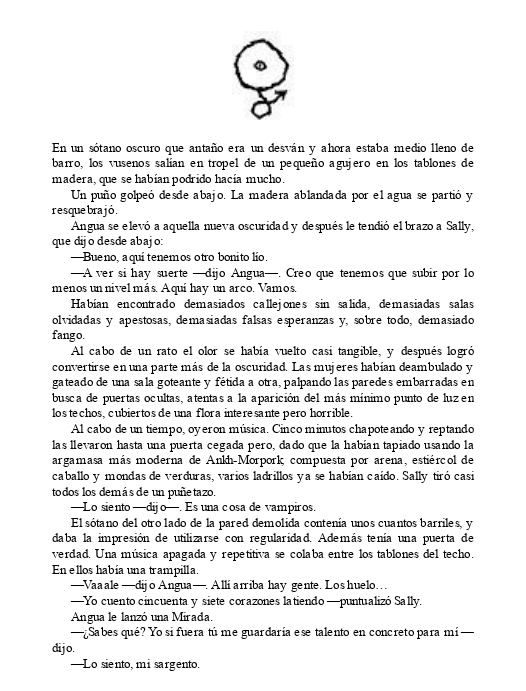 En un sótano oscuro que antaño era un desván y ahora estaba medio lleno de
barro, los vusenos salían en tropel de un pequeño agujero en los tablones de
madera, que se habían podrido hacía mucho.
Un puño golpeó desde abajo. La madera ablandada por el agua se partió y
resquebrajó.
Angua se elevó a aquella nueva oscuridad y después le tendió el brazo a Sally,
que dijo desde abajo:
—Bueno, aquí tenemos otro bonito lío.
—A ver si hay suerte —dijo Angua—. Creo que tenemos que subir por lo
menos un nivel más. Aquí hay un arco. Vamos.
Habían encontrado demasiados callejones sin salida, demasiadas salas
olvidadas y apestosas, demasiadas falsas esperanzas y, sobre todo, demasiado
fango.
Al cabo de un rato el olor se había vuelto casi tangible, y después logró
convertirse en una parte más de la oscuridad. Las mujeres habían deambulado y
gateado de una sala goteante y fétida a otra, palpando las paredes embarradas en
busca de puertas ocultas, atentas a la aparición del más mínimo punto de luz en
los techos, cubiertos de una flora interesante pero horrible.
Al cabo de un tiempo, oyeron música. Cinco minutos chapoteando y reptando
las llevaron hasta una puerta cegada pero, dado que la habían tapiado usando la
argamasa más moderna de Ankh-Morpork, compuesta por arena, estiércol de
caballo y mondas de verduras, varios ladrillos ya se habían caído. Sally tiró casi
todos los demás de un puñetazo.
—Lo siento —dijo—. Es una cosa de vampiros.
El sótano del otro lado de la pared demolida contenía unos cuantos barriles, y
daba la impresión de utilizarse con regularidad. Además tenía una puerta de
verdad. Una música apagada y repetitiva se colaba entre los tablones del techo.
En ellos había una trampilla.
—Vaaale —dijo Angua—. Allí arriba hay gente. Los huelo…
—Yo cuento cincuenta y siete corazones latiendo —puntualizó Sally.
Angua le lanzó una Mirada.
—¿Sabes qué? Yo si fuera tú me guardaría ese talento en concreto para mí —
dijo.
—Lo siento, mi sargento.